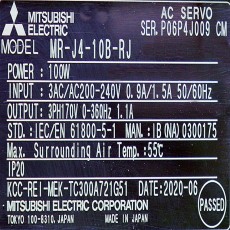 MITSUBISHI ELECTRIC
AC SERVO
SER. P06P4J009 CM
MODEL MR-J4-10B-RJ
POWER : 100W
INPUT : 3AC/AC200-240V 0.9A/1.5A 50/60Hz
OUTPUT: 3PH170V 0-360Hz 1.1A
STD.: IEC/EN 61800-5-1 MAN.: IB(NA)0300175
Max. Surrounding Air Temp.:55℃
IP20
KCC-REI-MEK-TC300A721G51 DATE:2020-06
MITSUBISHI ELECTRIC CORPORATION
TOKYO 100-8310, JAPAN MADE IN JAPAN
PASSED